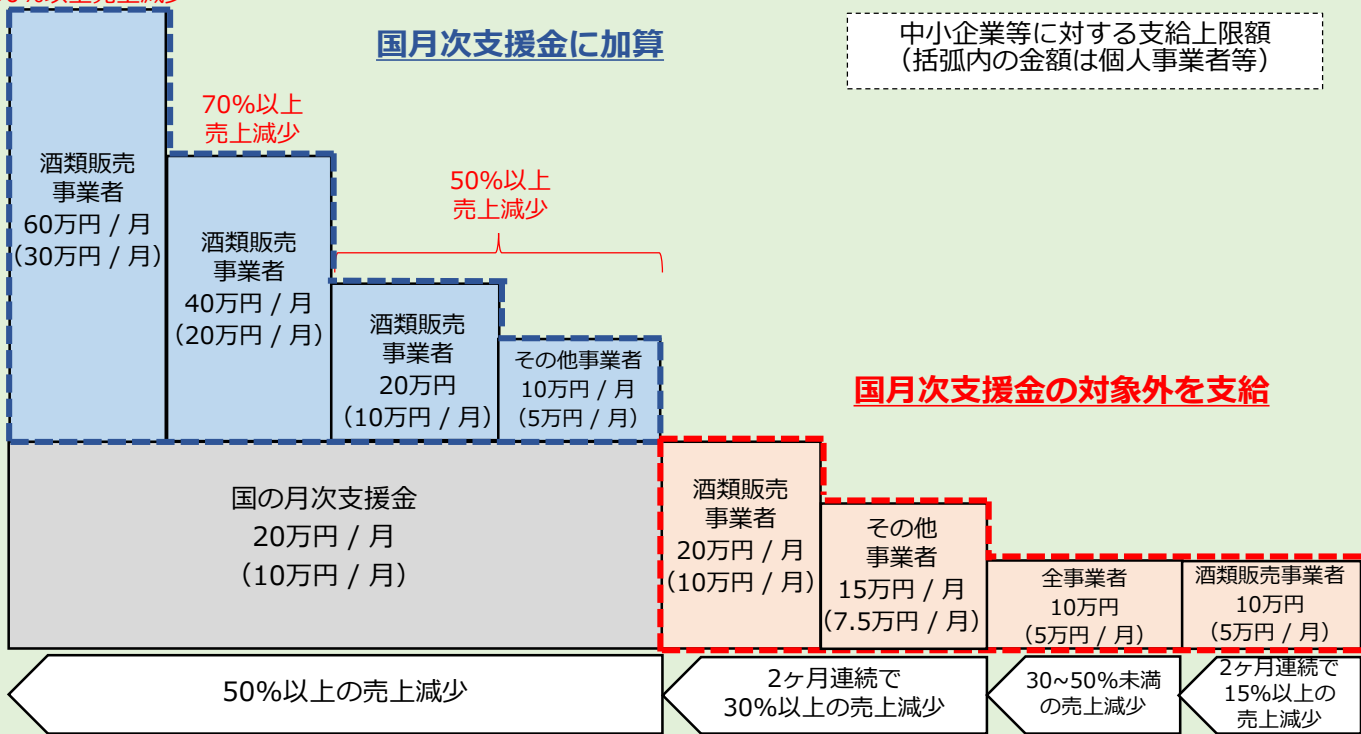 国月次支援金に加算
中小企業等に対する支給上限額
（括弧内の金額は個人事業者等）
酒類販売
事業者
60万円 / 月
（30万円 / 月）
70%以上
売上減少
酒類販売
事業者
40万円 / 月
（20万円 / 月）
50%以上
売上減少
酒類販売
事業者
20万円
（10万円 / 月）
その他事業者
10万円 / 月
（5万円 / 月）
国の月次支援金
20万円 / 月
（10万円 / 月）
国月次支援金の対象外を支給
酒類販売
事業者
20万円 / 月
（10万円 / 月）
その他
事業者
15万円 / 月
（7.5万円 / 月）
全事業者
10万円
（5万円 / 月）
酒類販売事業者
10万円
（5万円 / 月）
50%以上の売上減少
2ヶ月連続で
30%以上の売上減少
30~50%未満
の売上減少
2ヶ月連続で
15%以上の
売上減少